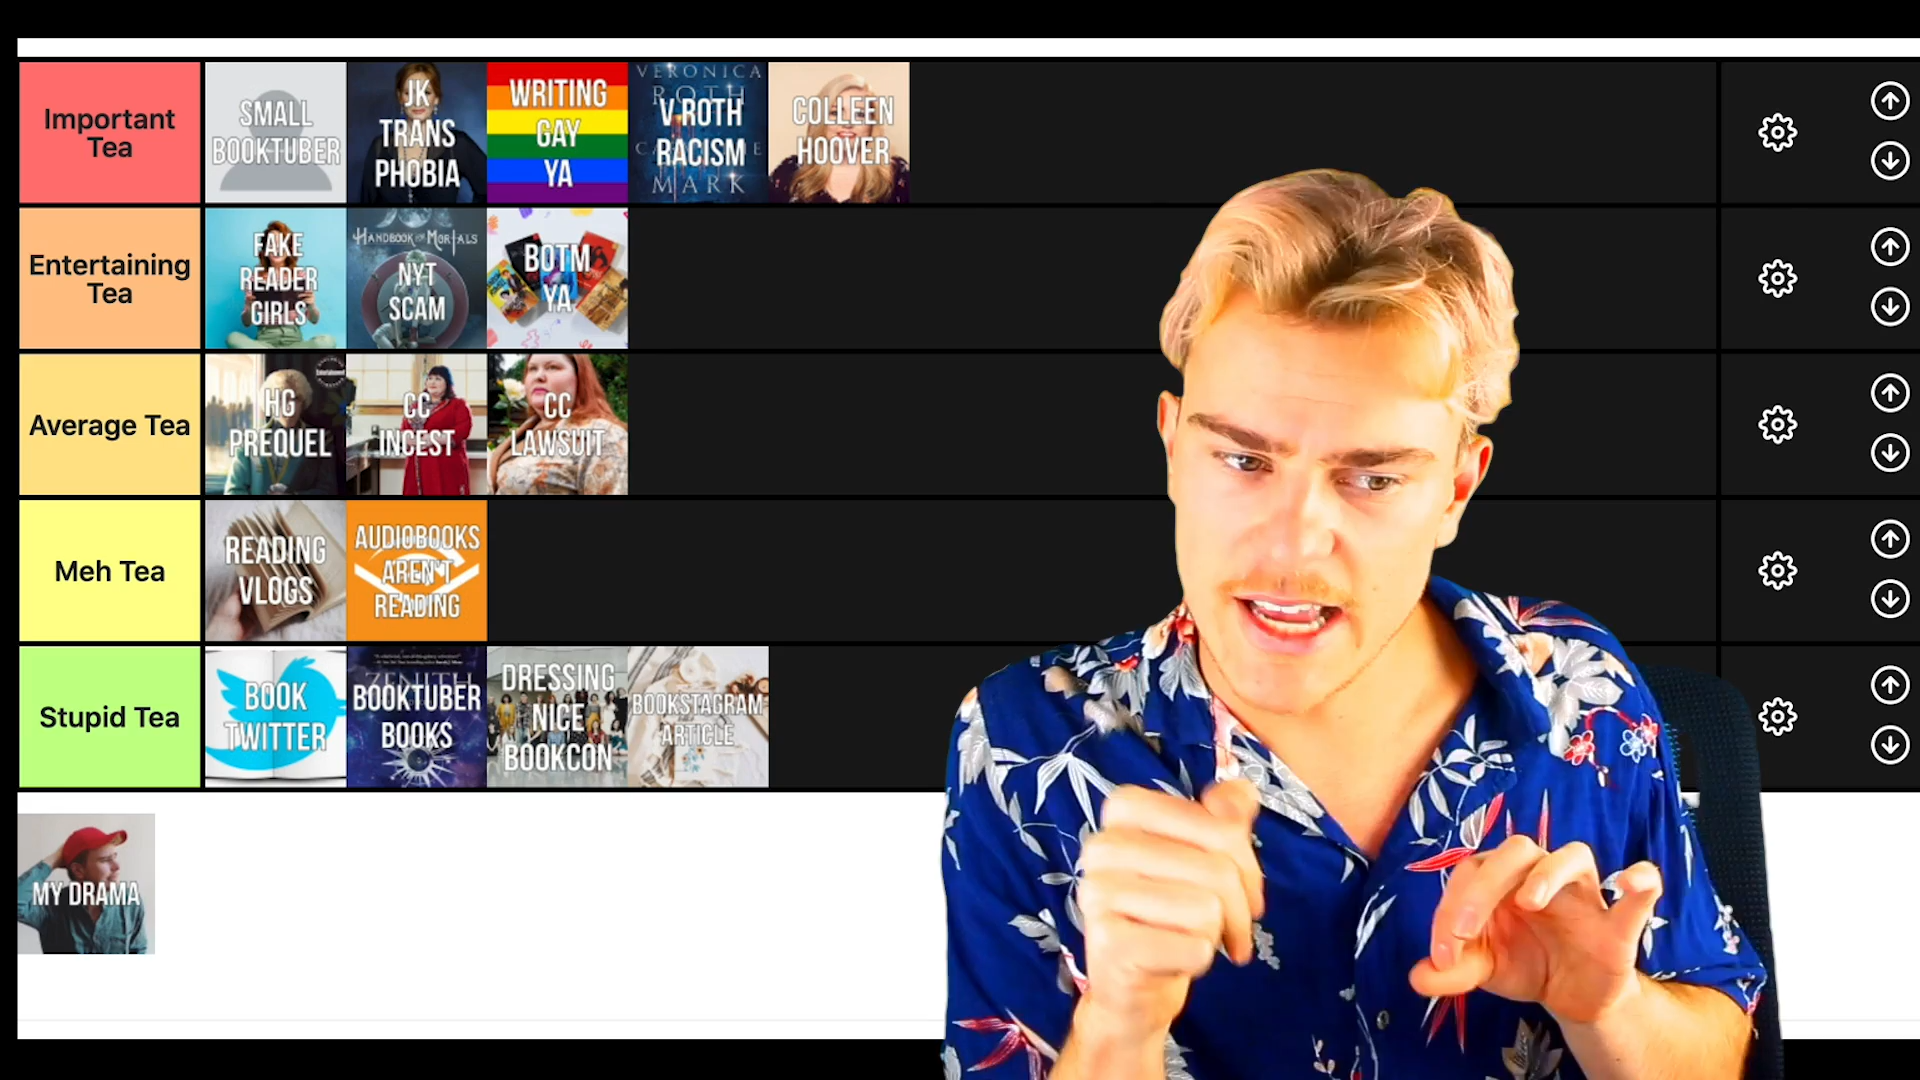 Important
Tea
SMALL
BOOKTUBER
JK
TRANS
PHOBIA
WRITING
GAY
YA
VERONICA
ROTH
V.ROTH
RACISM
MARK
COLLEEN
HOOVER
Entertaining
Tea
FAKE
READER
GIRLS
HANDBOOK FOR MORTALS
NYT
SCAM
BOTM
YA
Average Tea
HG
PREQUEL
Entertainment
CC
INCEST
CC
LAWSUIT
Meh Tea
READING
VLOGS
AUDIOBOOKS
AREN'T
READING
Stupid Tea
BOOK
TWITTER
ZENITH
BOOKTUBER
BOOKS
DRESSING
NICE
BOOKCON
BOOKSTAGRAM
ARTICLE
MY DRAMA